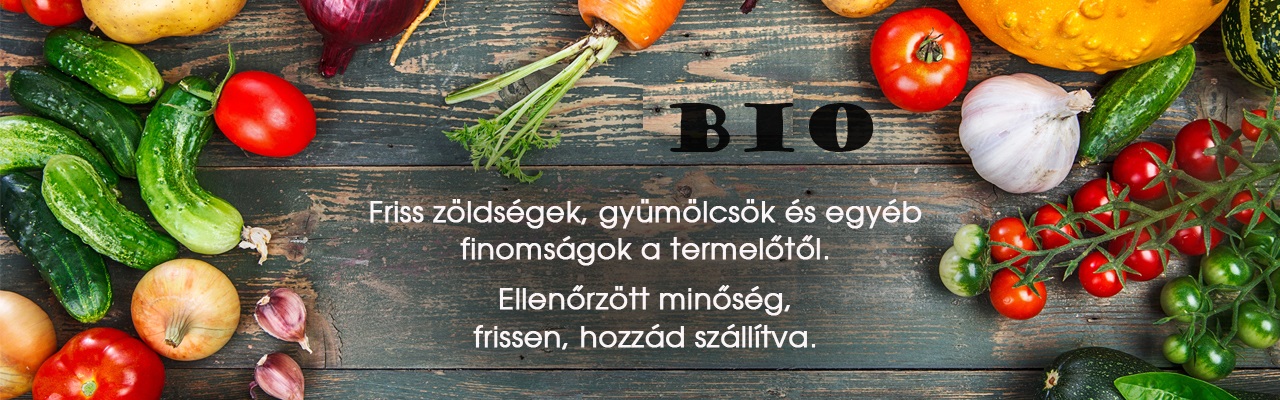 BIO
Friss zöldségek, gyümölcsök és egyéb
finomságok a termelőtől.
Ellenőrzött minőség,
frissen, hozzád szállítva.